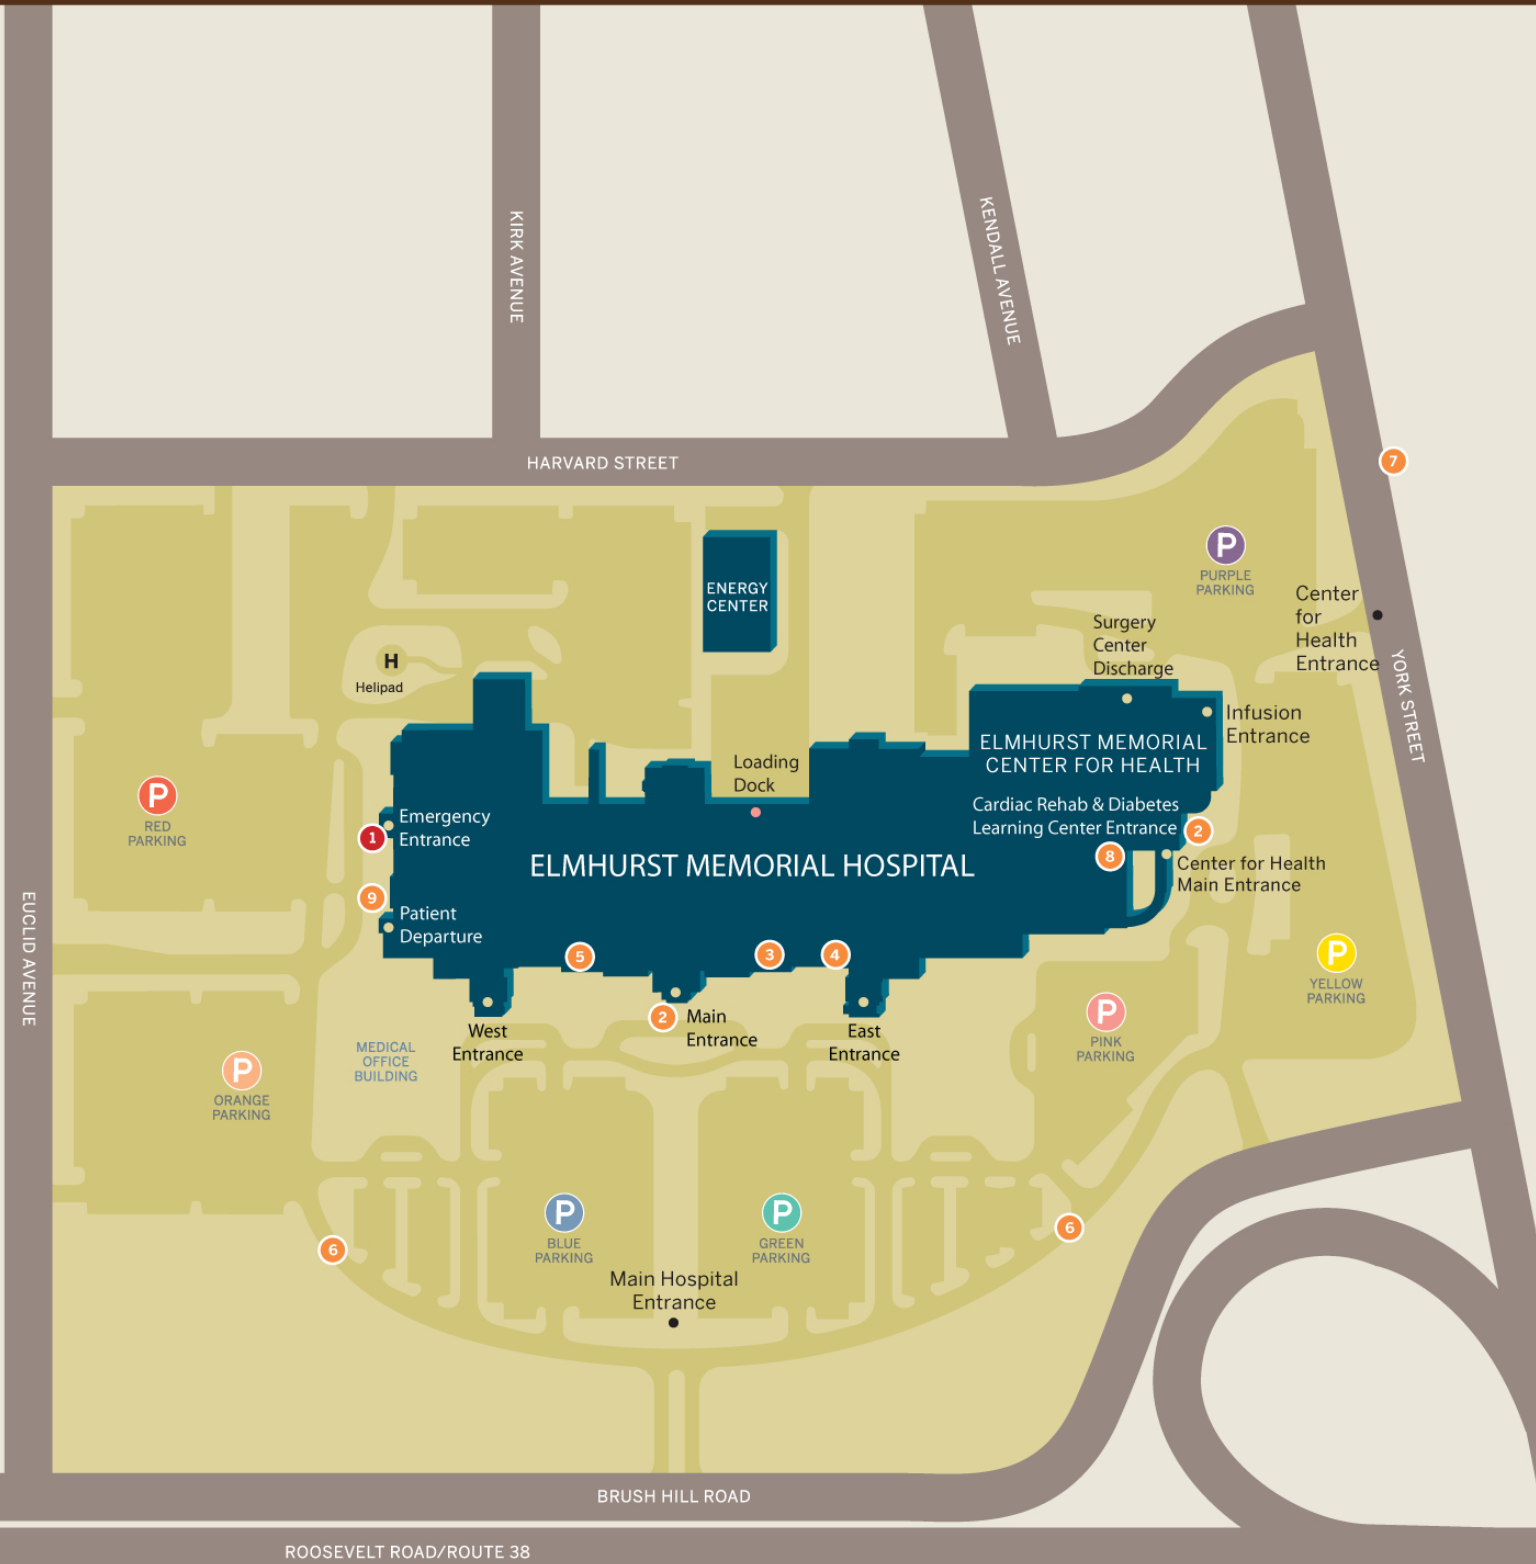 KIRK AVENUE
KENDALL AVENUE
HARVARD STREET
7
P
PURPLE
PARKING
ENERGY
CENTER
Center
for
Health
Entrance
Surgery
Center
Discharge
H
Helipad
YORK STREET
Infusion
Entrance
ELMHURST MEMORIAL
CENTER FOR HEALTH
Loading
Dock
P
RED
PARKING
Emergency
Entrance
1
Cardiac Rehab & Diabetes
Learning Center Entrance
2
8
ELMHURST MEMORIAL HOSPITAL
Center for Health
Main Entrance
9
Patient
Departure
EUCLID AVENUE
5
3
4
P
YELLOW
PARKING
2
Main
Entrance
West
Entrance
East
Entrance
P
PINK
PARKING
MEDICAL
OFFICE
BUILDING
P
ORANGE
PARKING
P
BLUE
PARKING
P
GREEN
PARKING
6
6
Main Hospital
Entrance
BRUSH HILL ROAD
ROOSEVELT ROAD/ROUTE 38